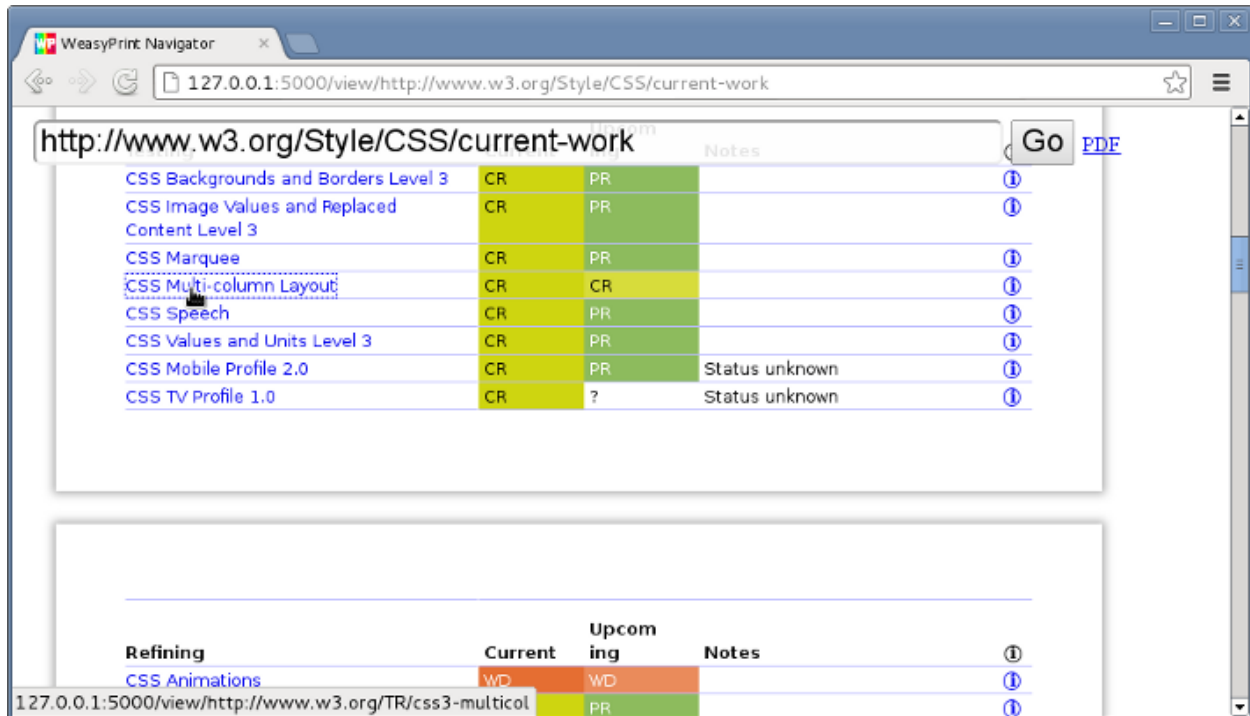 WeasyPrint Navigator
127.0.0.1:5000/view/http://www.w3.org/Style/CSS/current-work
http://www.w3.org/Style/CSS/current-work Go PDF
Testing Current Upcom
ing Notes
CSS Backgrounds and Borders Level 3 CR PR
CSS Image Values and Replaced CR PR
Content Level 3
CSS Marquee CR PR
CSS Multi-column Layout CR CR
CSS Speech CR PR
CSS Values and Units Level 3 CR PR
CSS Mobile Profile 2.0 CR PR Status unknown
CSS TV Profile 1.0 CR ? Status unknown
Upcom
Refining Current ing Notes
CSS Animations WD WD
127.0.0.1:5000/view/http://www.w3.org/TR/css3-multicol PR